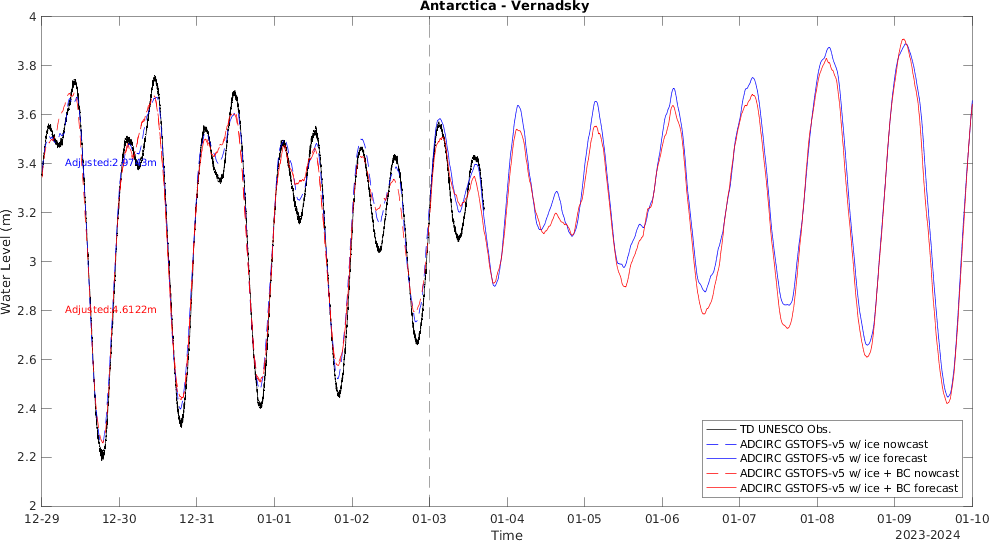 Antarctica - Vernadsky
Water Level (m)
4
3.8
3.6
3.4
3.2
3
2.8
2.6
2.4
2.2
2
Adjusted:2.9763m
Adjusted:4.6122m
TD UNESCO Obs.
ADCIRC GSTOFS-v5 w/ ice nowcast
ADCIRC GSTOFS-v5 w/ ice forecast
ADCIRC GSTOFS-v5 w/ ice + BC nowcast
ADCIRC GSTOFS-v5 w/ ice + BC forecast
12-29 12-30 12-31 01-01 01-02 01-03 01-04 01-05 01-06 01-07 01-08 01-09 01-10
Time
2023-2024